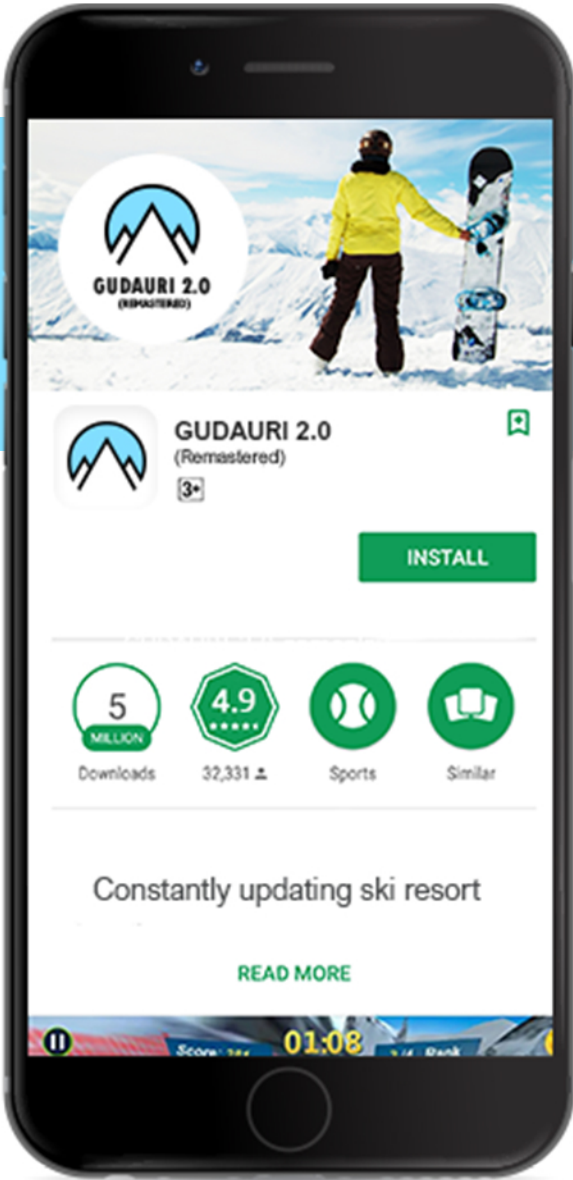 GUDAURI 2.0
(REMASTERED)
GUDAURI 2.0
(Remastered)
3+
INSTALL
5
MILLION
4.9
Downloads
32,331
Sports
Similar
Constantly updating ski resort
READ MORE
Score:
01:08
Rank